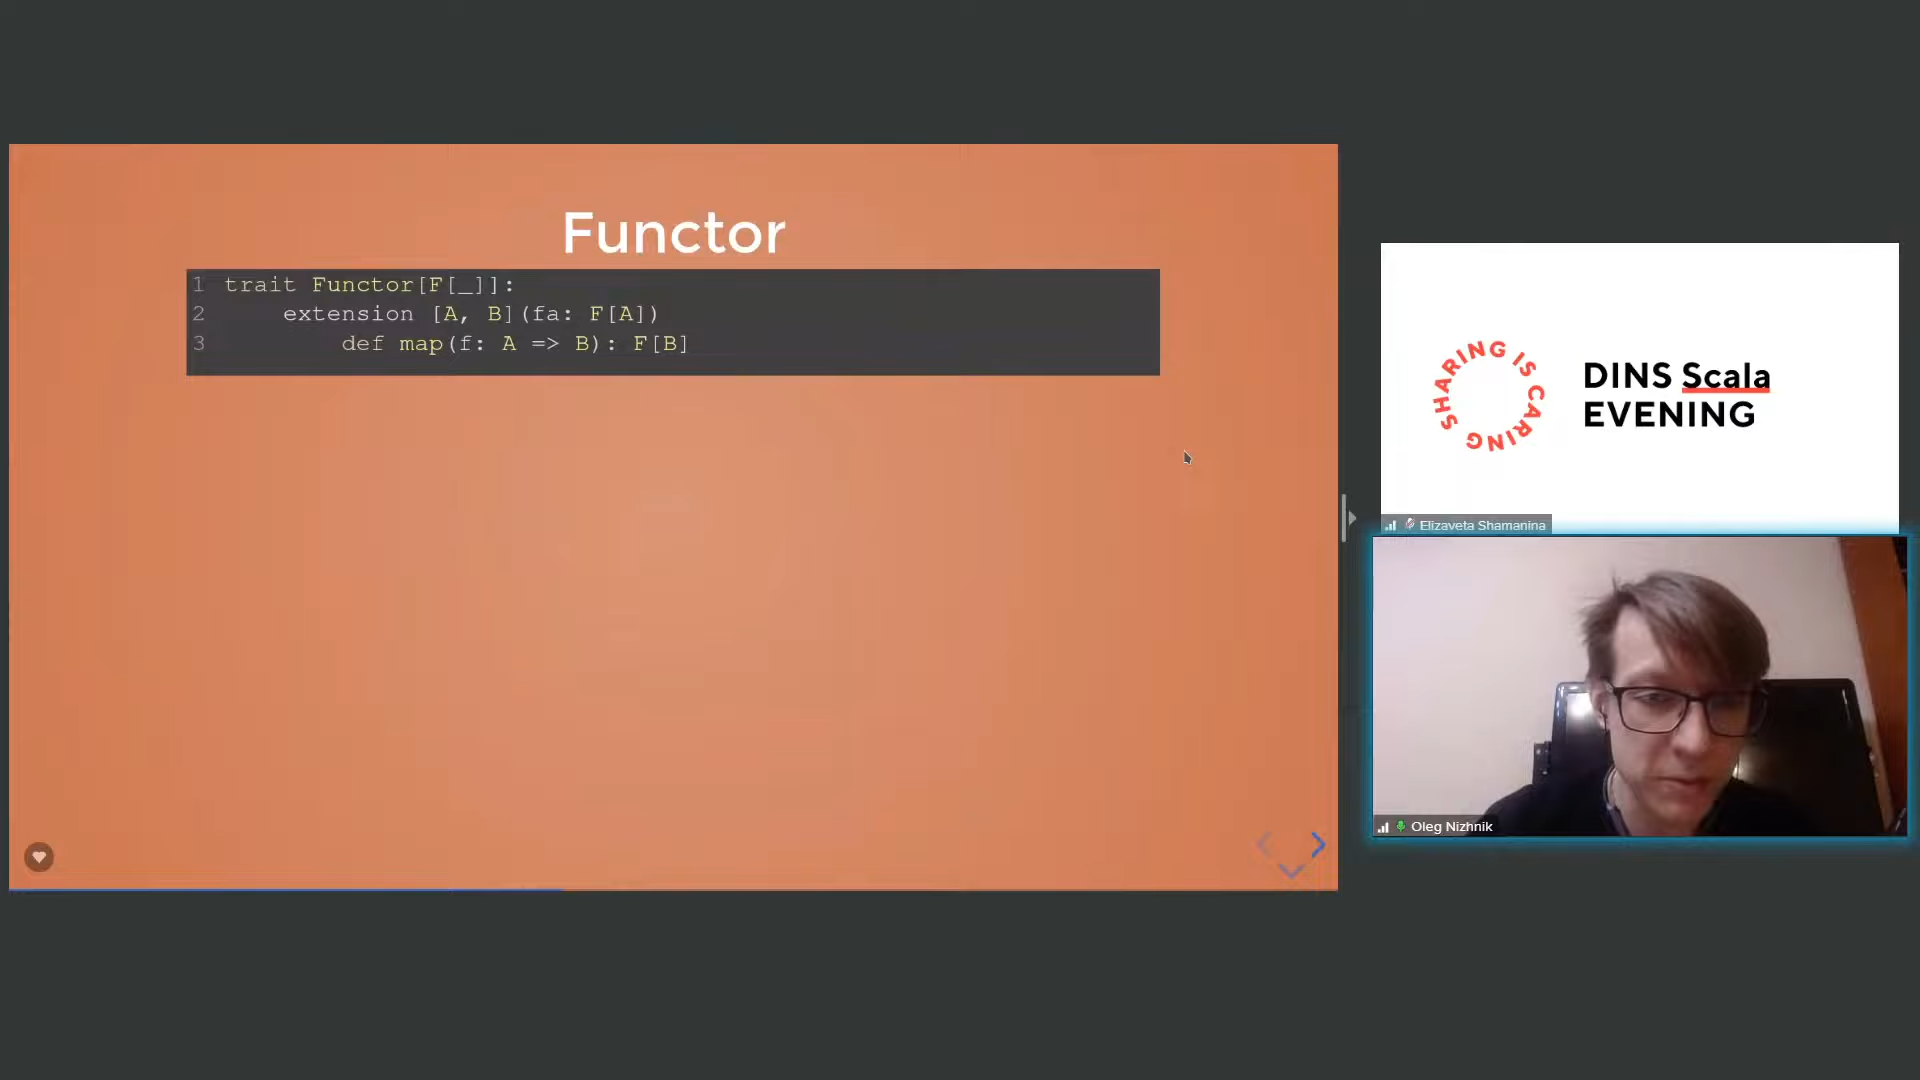 Functor
1 trait Functor[F[_]]:
2 extension [A, B](fa: F[A])
3 def map(f: A => B): F[B]
SHARING IS CARING
DINS Scala
EVENING
Elizaveta Shamanina
Oleg Nizhnik